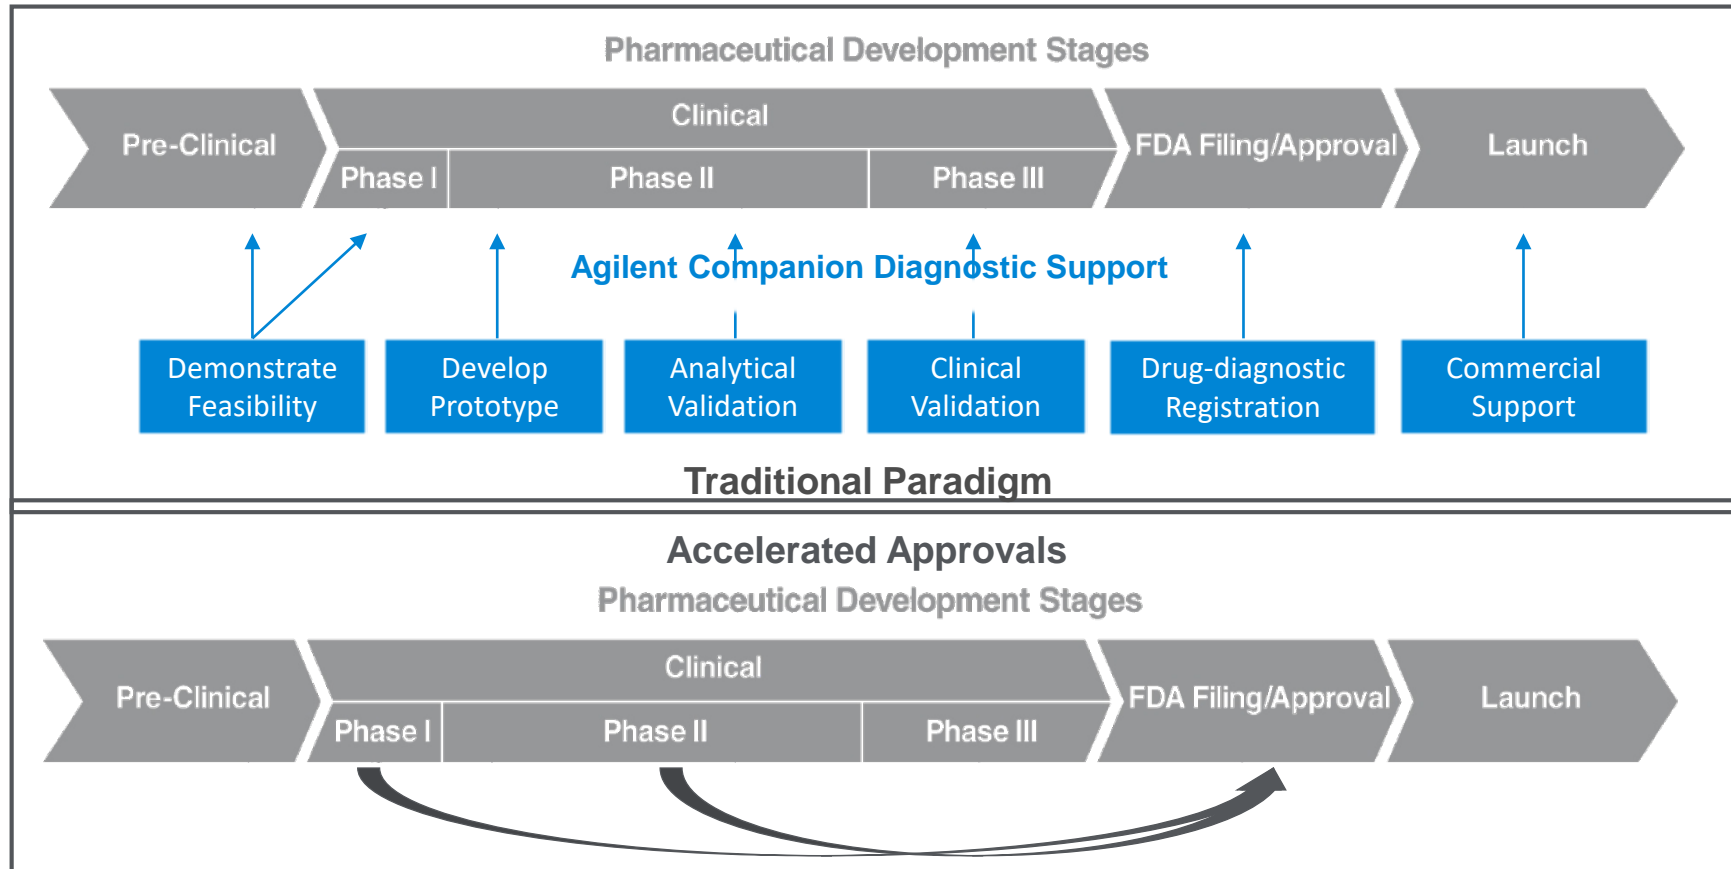 Pharmaceutical Development Stages
Pre-Clinical
Clinical
Phase I
Phase II
Phase III
FDA Filing/Approval
Launch
Agilent Companion Diagnostic Support
Demonstrate
Feasibility
Develop
Prototype
Analytical
Validation
Clinical
Validation
Drug-diagnostic
Registration
Commercial
Support
Traditional Paradigm
Accelerated Approvals
Pharmaceutical Development Stages
Pre-Clinical
Clinical
Phase I
Phase II
Phase III
FDA Filing/Approval
Launch